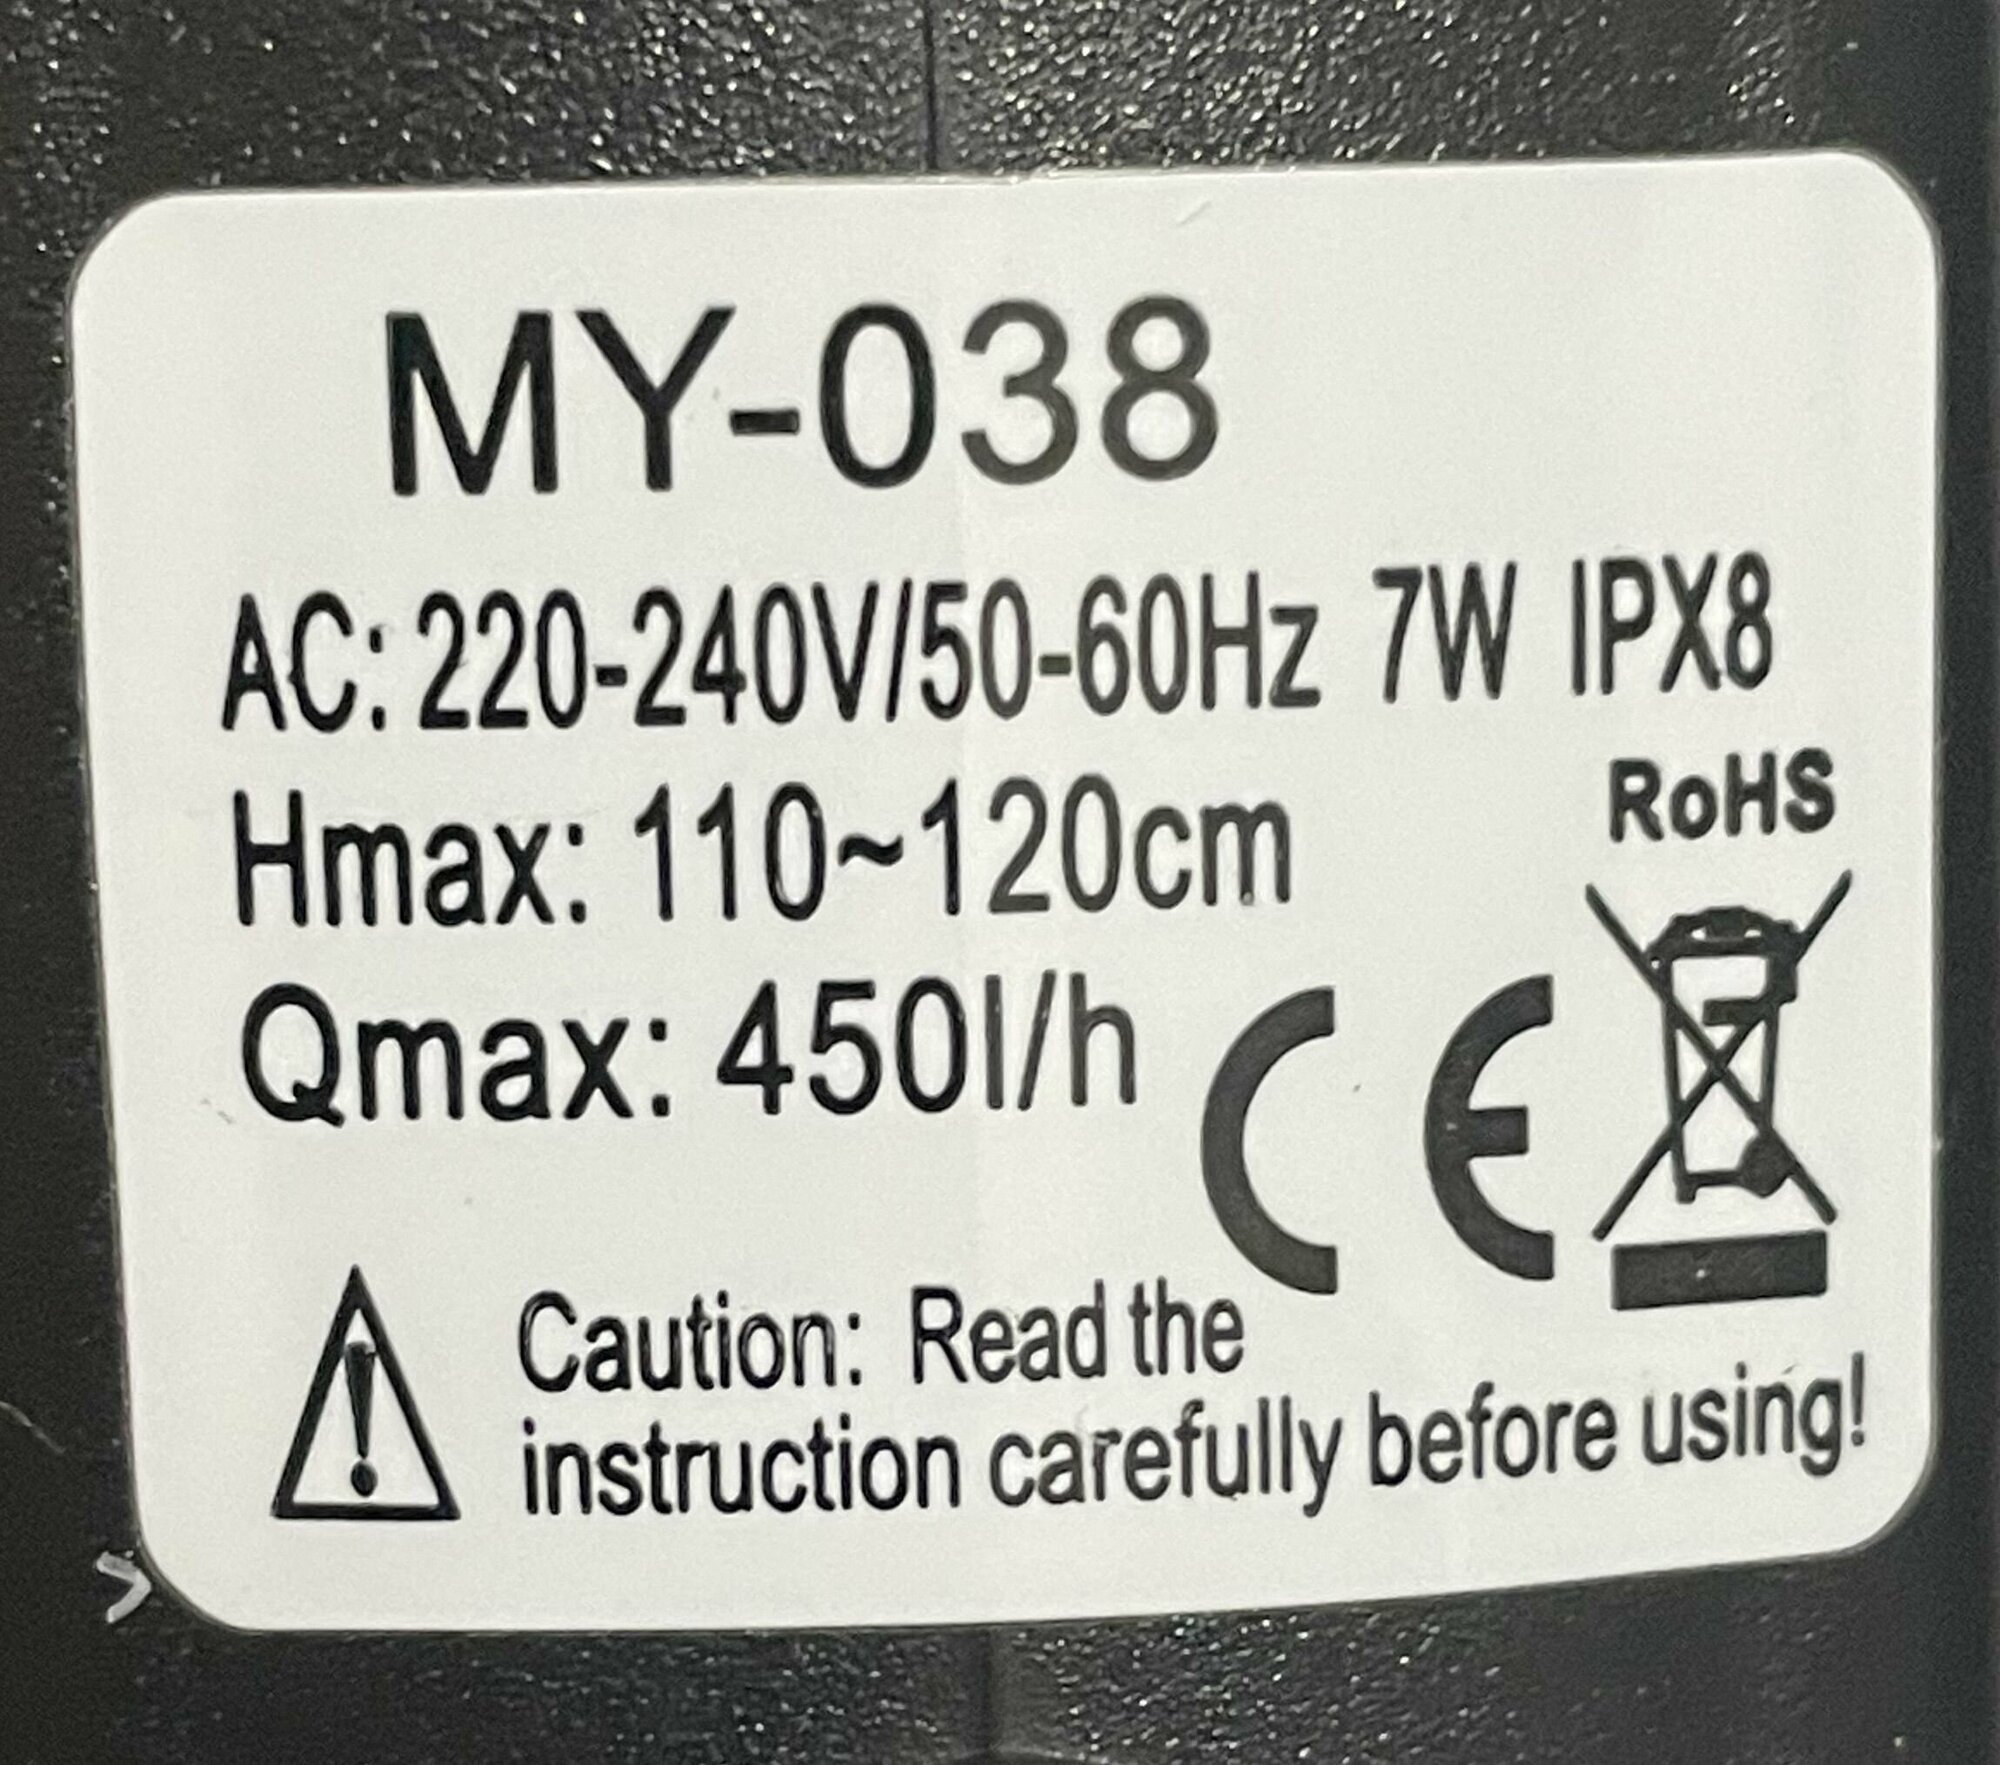 MY-038
AC: 220-240V/50-60Hz 7W IPX8
Hmax: 110~120cm
RoHS
Qmax: 450l/h
CE
Caution: Read the
instruction carefully before using!